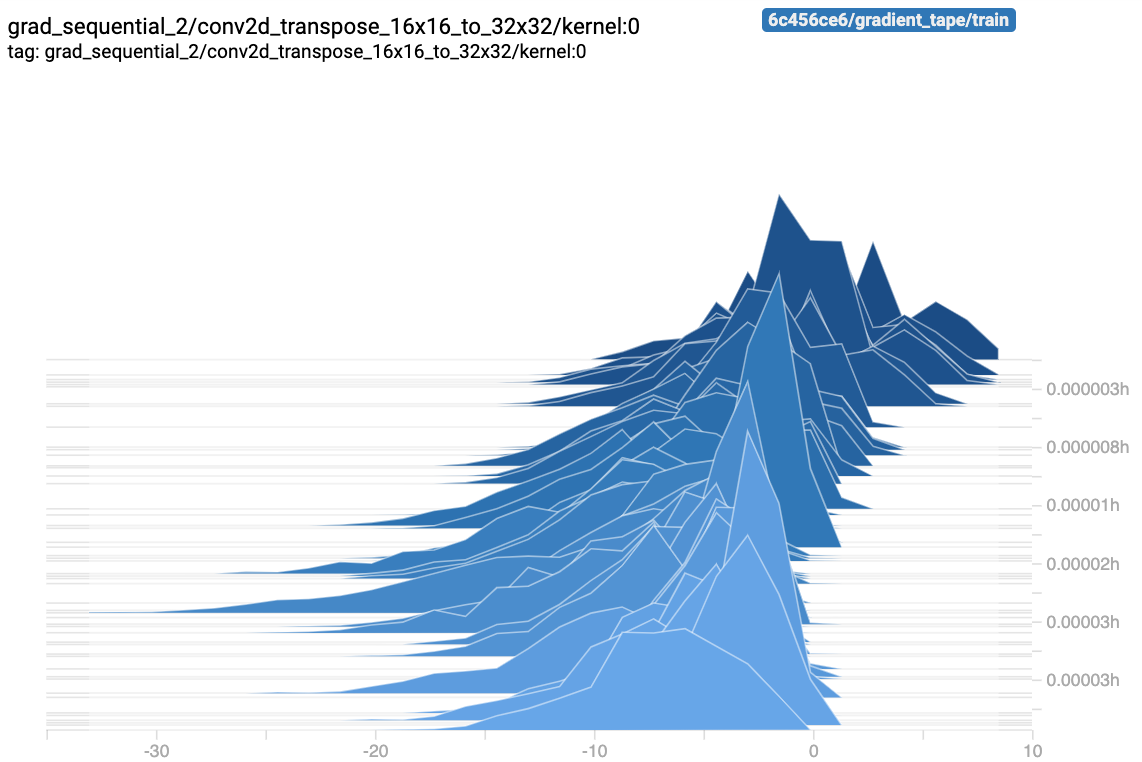 grad_sequential_2/conv2d_transpose_16x16_to_32x32/kernel:0
6c456ce6/gradient_tape/train
tag: grad_sequential_2/conv2d_transpose_16x16_to_32x32/kernel:0
0.000003h
0.000008h
0.00001h
0.00002h
0.00003h
0.00003h
-30 -20 -10 0 10